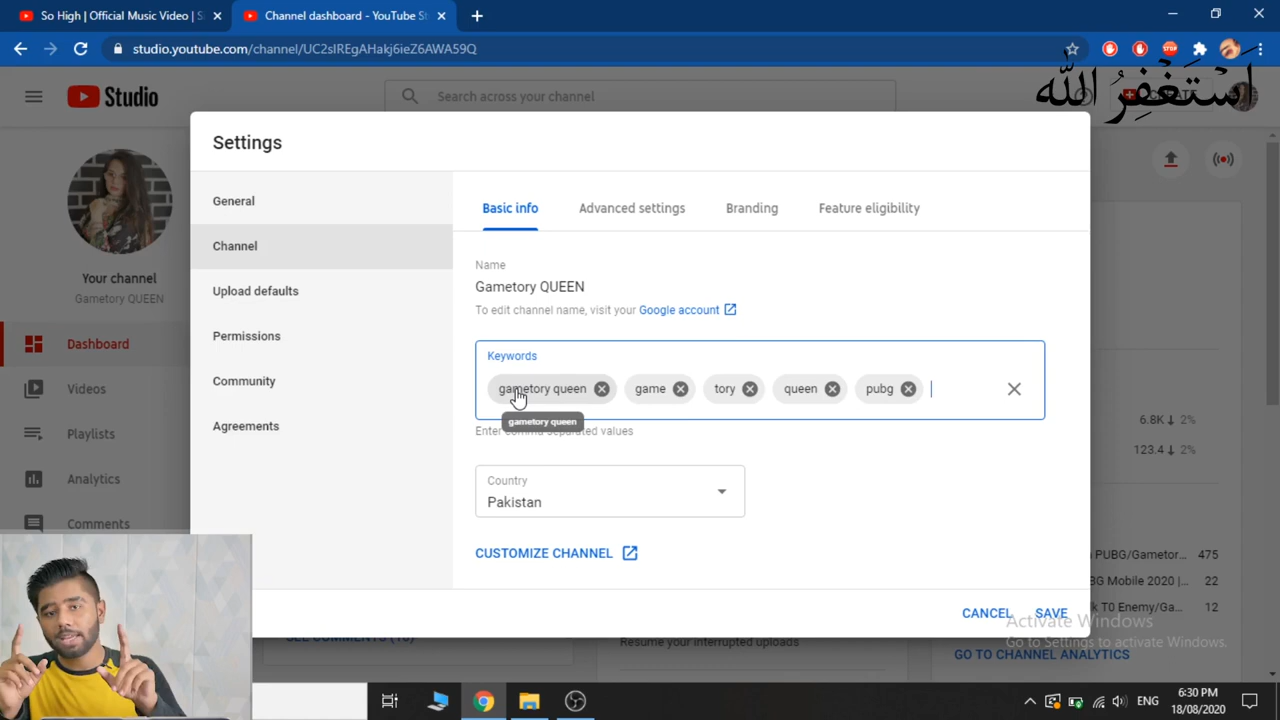 So High | Official Music Video | S
Channel dashboard - YouTube St
studio.youtube.com/channel/UC2sIREgAHakj6ieZ6AWA59Q
Studio
Search across your channel
CREATE
اَسْتَغْفِرُ اللّٰه
STOP
Settings
Your channel
Gametory QUEEN
Dashboard
Videos
Playlists
Analytics
Comments
General
Channel
Upload defaults
Permissions
Community
Agreements
Basic info
Advanced settings
Branding
Feature eligibility
Name
Gametory QUEEN
To edit channel name, visit your Google account
Keywords
gametory queen
game
tory
queen
pubg
gametory queen
Enter comma separated values
Country
Pakistan
CUSTOMIZE CHANNEL
CANCEL
SAVE
6.8K 2%
123.4 2%
PUBG/Gametor... 475
G Mobile 2020 |... 22
k T0 Enemy/Ga... 12
Activate Windows
Go to Settings to activate Windows.
GO TO CHANNEL ANALYTICS
Resume your interrupted uploads
ENG
6:30 PM
18/08/2020